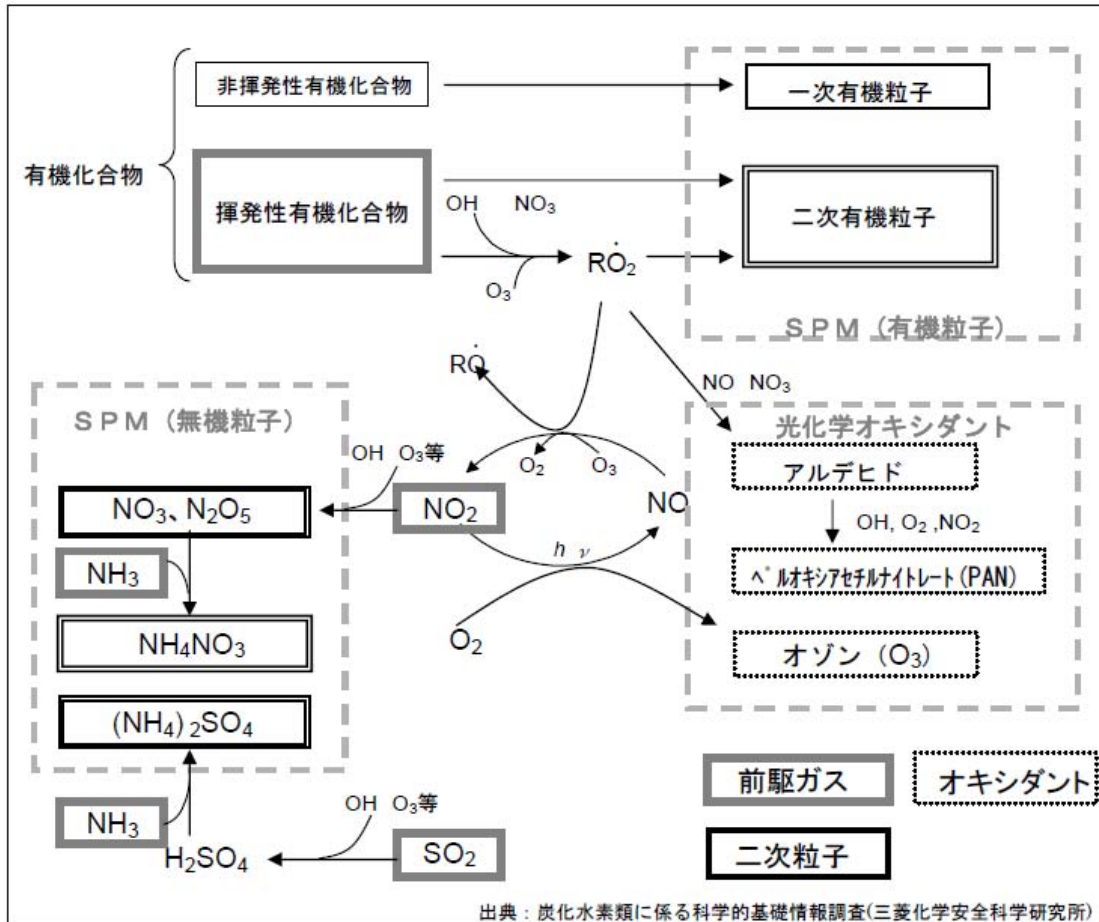 非揮発性有機化合物
一次有機粒子
有機化合物
揮発性有機化合物
OH NO₃
O₃
RȮ₂
二次有機粒子
SPM(有機粒子)
RȮ
NO NO₃
SPM(無機粒子)
光化学オキシダント
OH O₃等
O₂ O₃
アルデヒド
NO₃、N₂O₅
NO₂
NO
OH, O₂ ,NO₂
hν
NH₃
ペルオキシアセチルナイトレート(PAN)
NH₄NO₃
O₂
オゾン(O₃)
(NH₄)₂SO₄
前駆ガス
オキシダント
NH₃
OH O₃等
H₂SO₄
SO₂
二次粒子
出典:炭化水素類に係る科学的基礎情報調査(三菱化学安全科学研究所)